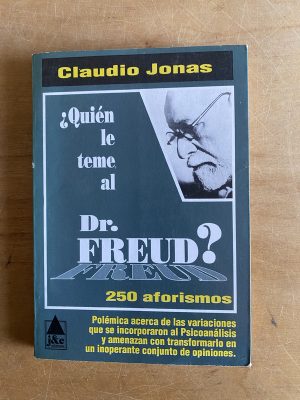 Claudio Jonas
¿Quién
le
teme
al
Dr.
FREUD?
FREUD
250 aforismos
Polémica acerca de las variaciones
que se incorporaron al Psicoanálisis
y amenazan con transformarlo en
un inoperante conjunto de opiniones.
j&e